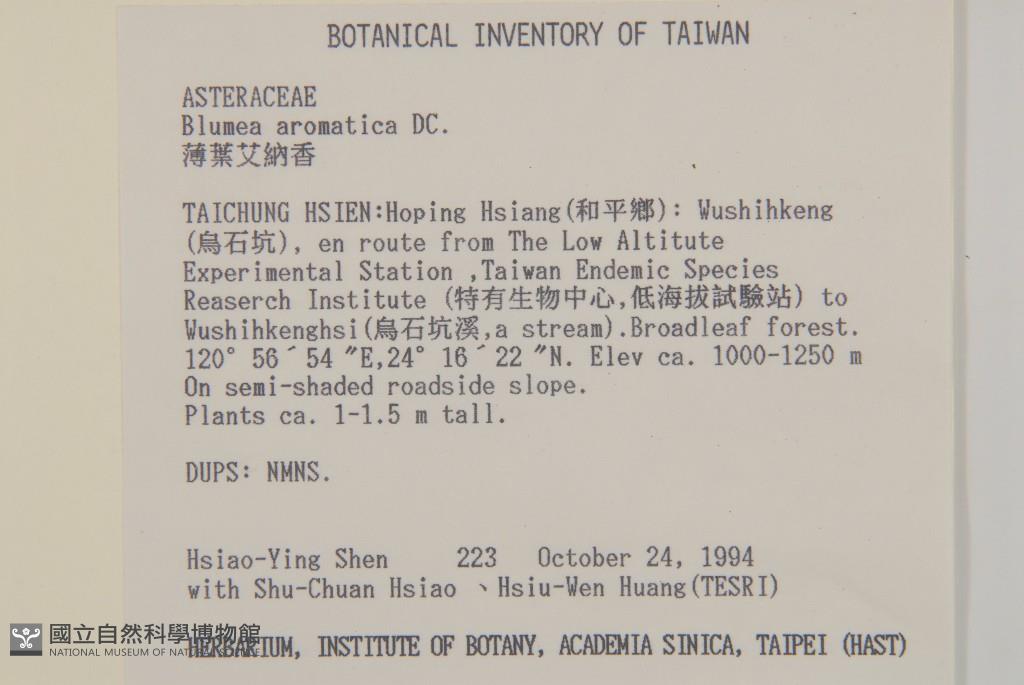 BOTANICAL INVENTORY OF TAIWAN
ASTERACEAE
Blumea aromatica DC.
薄葉艾納香
TAICHUNG HSIEN:Hoping Hsiang(和平鄉): Wushihkeng
(烏石坑), en route from The Low Altitute
Experimental Station ,Taiwan Endemic Species
Reaserch Institute (特有生物中心,低海拔試驗站) to
Wushihkenghsi(烏石坑溪,a stream).Broadleaf forest.
120° 56´54 ″E,24° 16´22 ″N. Elev ca. 1000-1250 m
On semi-shaded roadside slope.
Plants ca. 1-1.5 m tall.
DUPS: NMNS.
Hsiao-Ying Shen 223 October 24, 1994
with Shu-Chuan Hsiao 、Hsiu-Wen Huang(TESRI)
國立自然科學博物館
NATIONAL MUSEUM OF NATURAL SCIENCE
HERBARIUM, INSTITUTE OF BOTANY, ACADEMIA SINICA, TAIPEI (HAST)